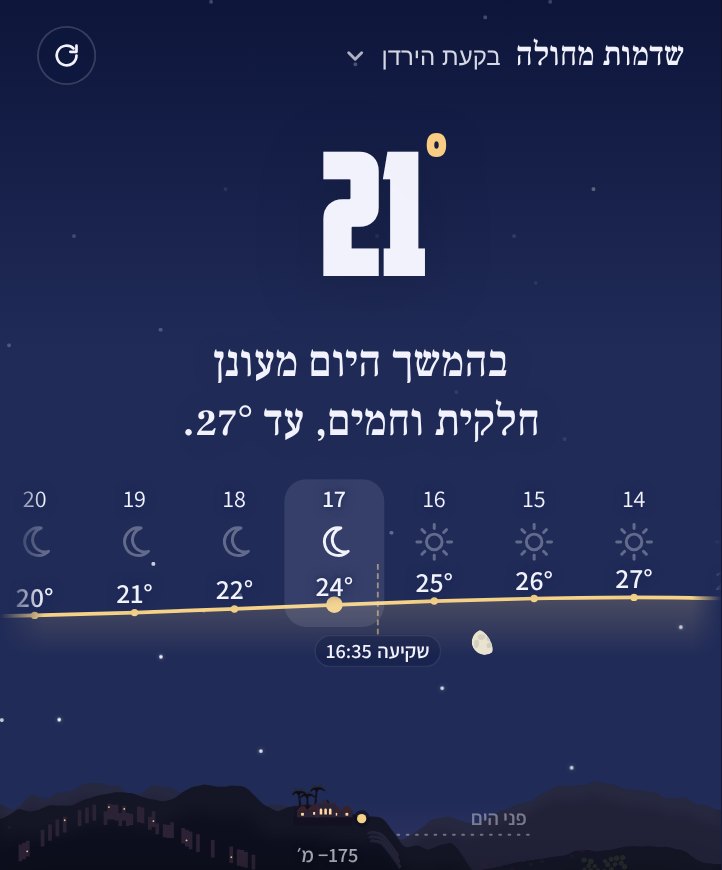 שדמות מחולה בקעת הירדן
21°
בהמשך היום מעונן
חלקית וחמים, עד 27°.
14 15 16 17 18 19 20
27° 26° 25° 24° 22° 21° 20°
שקיעה 16:35
פני הים
−175 מ׳